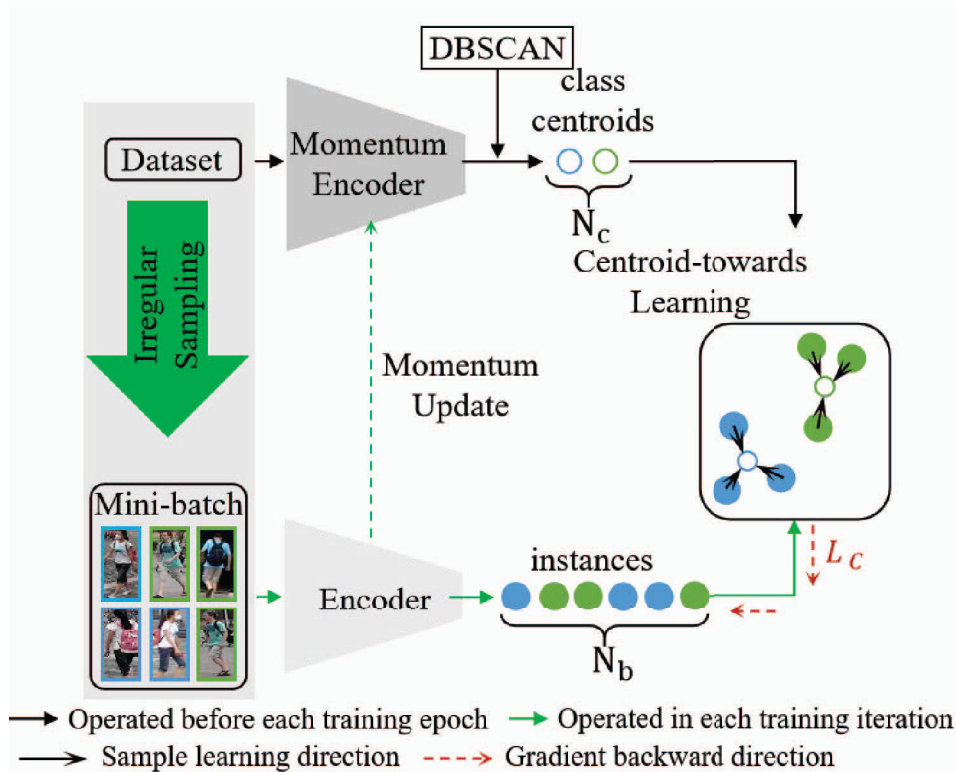 DBSCAN
class
centroids
Dataset
Momentum
Encoder
N_c
Centroid-towards
Learning
Irregular
Sampling
Momentum
Update
Mini-batch
instances
L_C
Encoder
N_b
Operated before each training epoch
Operated in each training iteration
Sample learning direction
Gradient backward direction